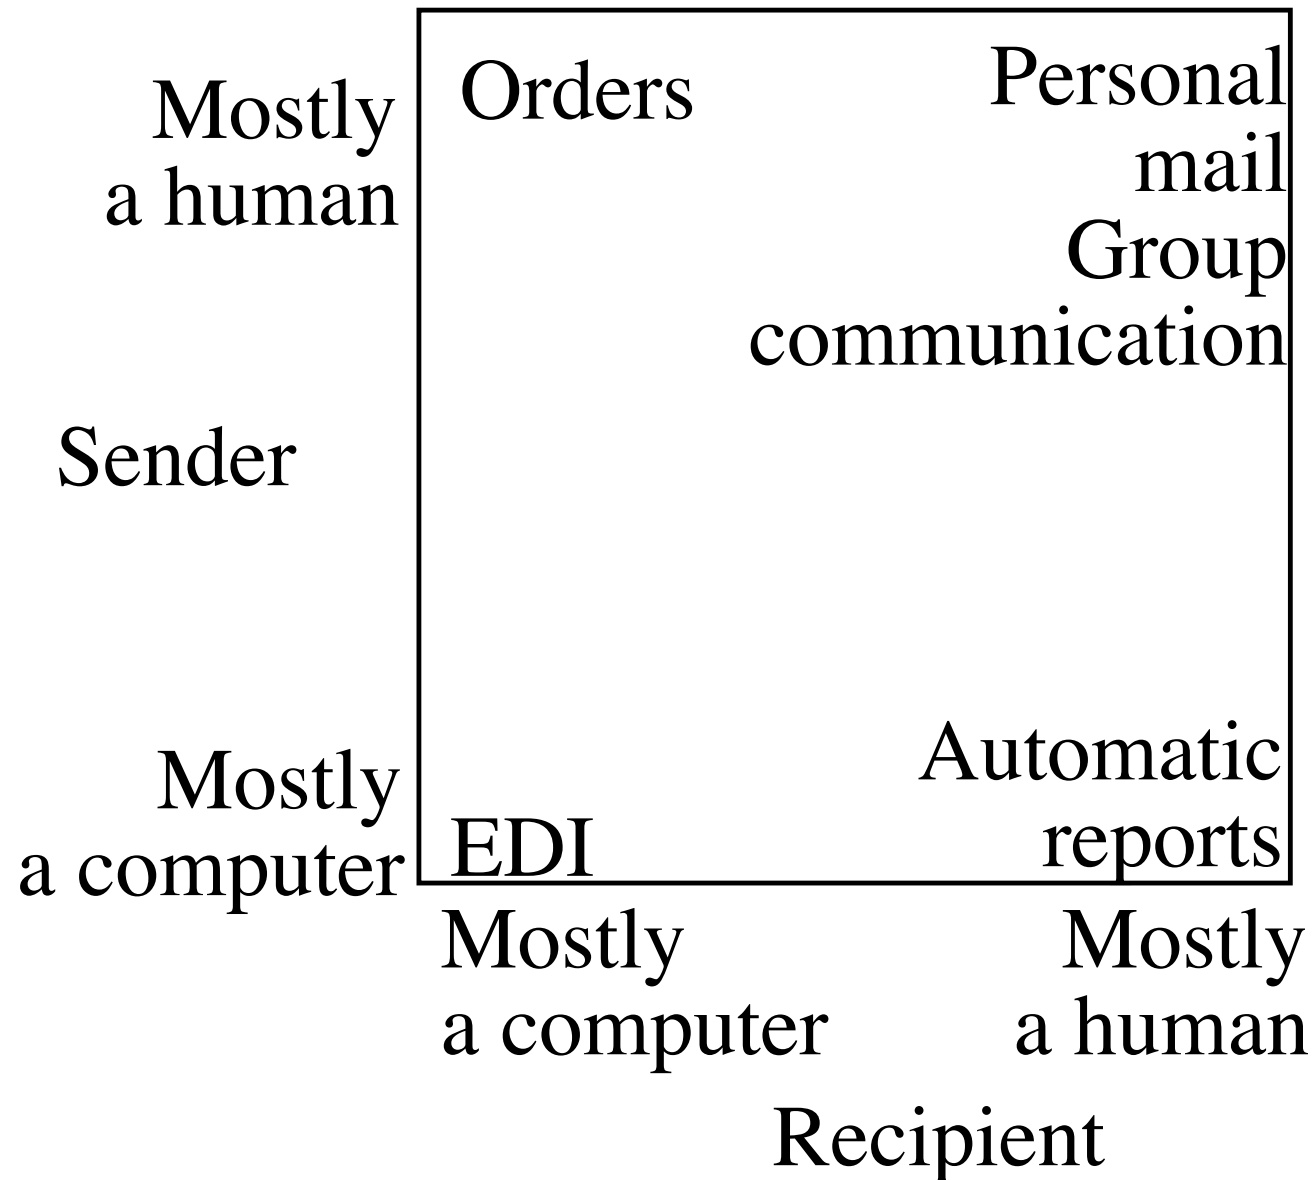 Orders
Personal
mail
Mostly
a human
Group
communication
Sender
Automatic
reports
Mostly
a computer
EDI
Mostly
a computer
Mostly
a human
Recipient